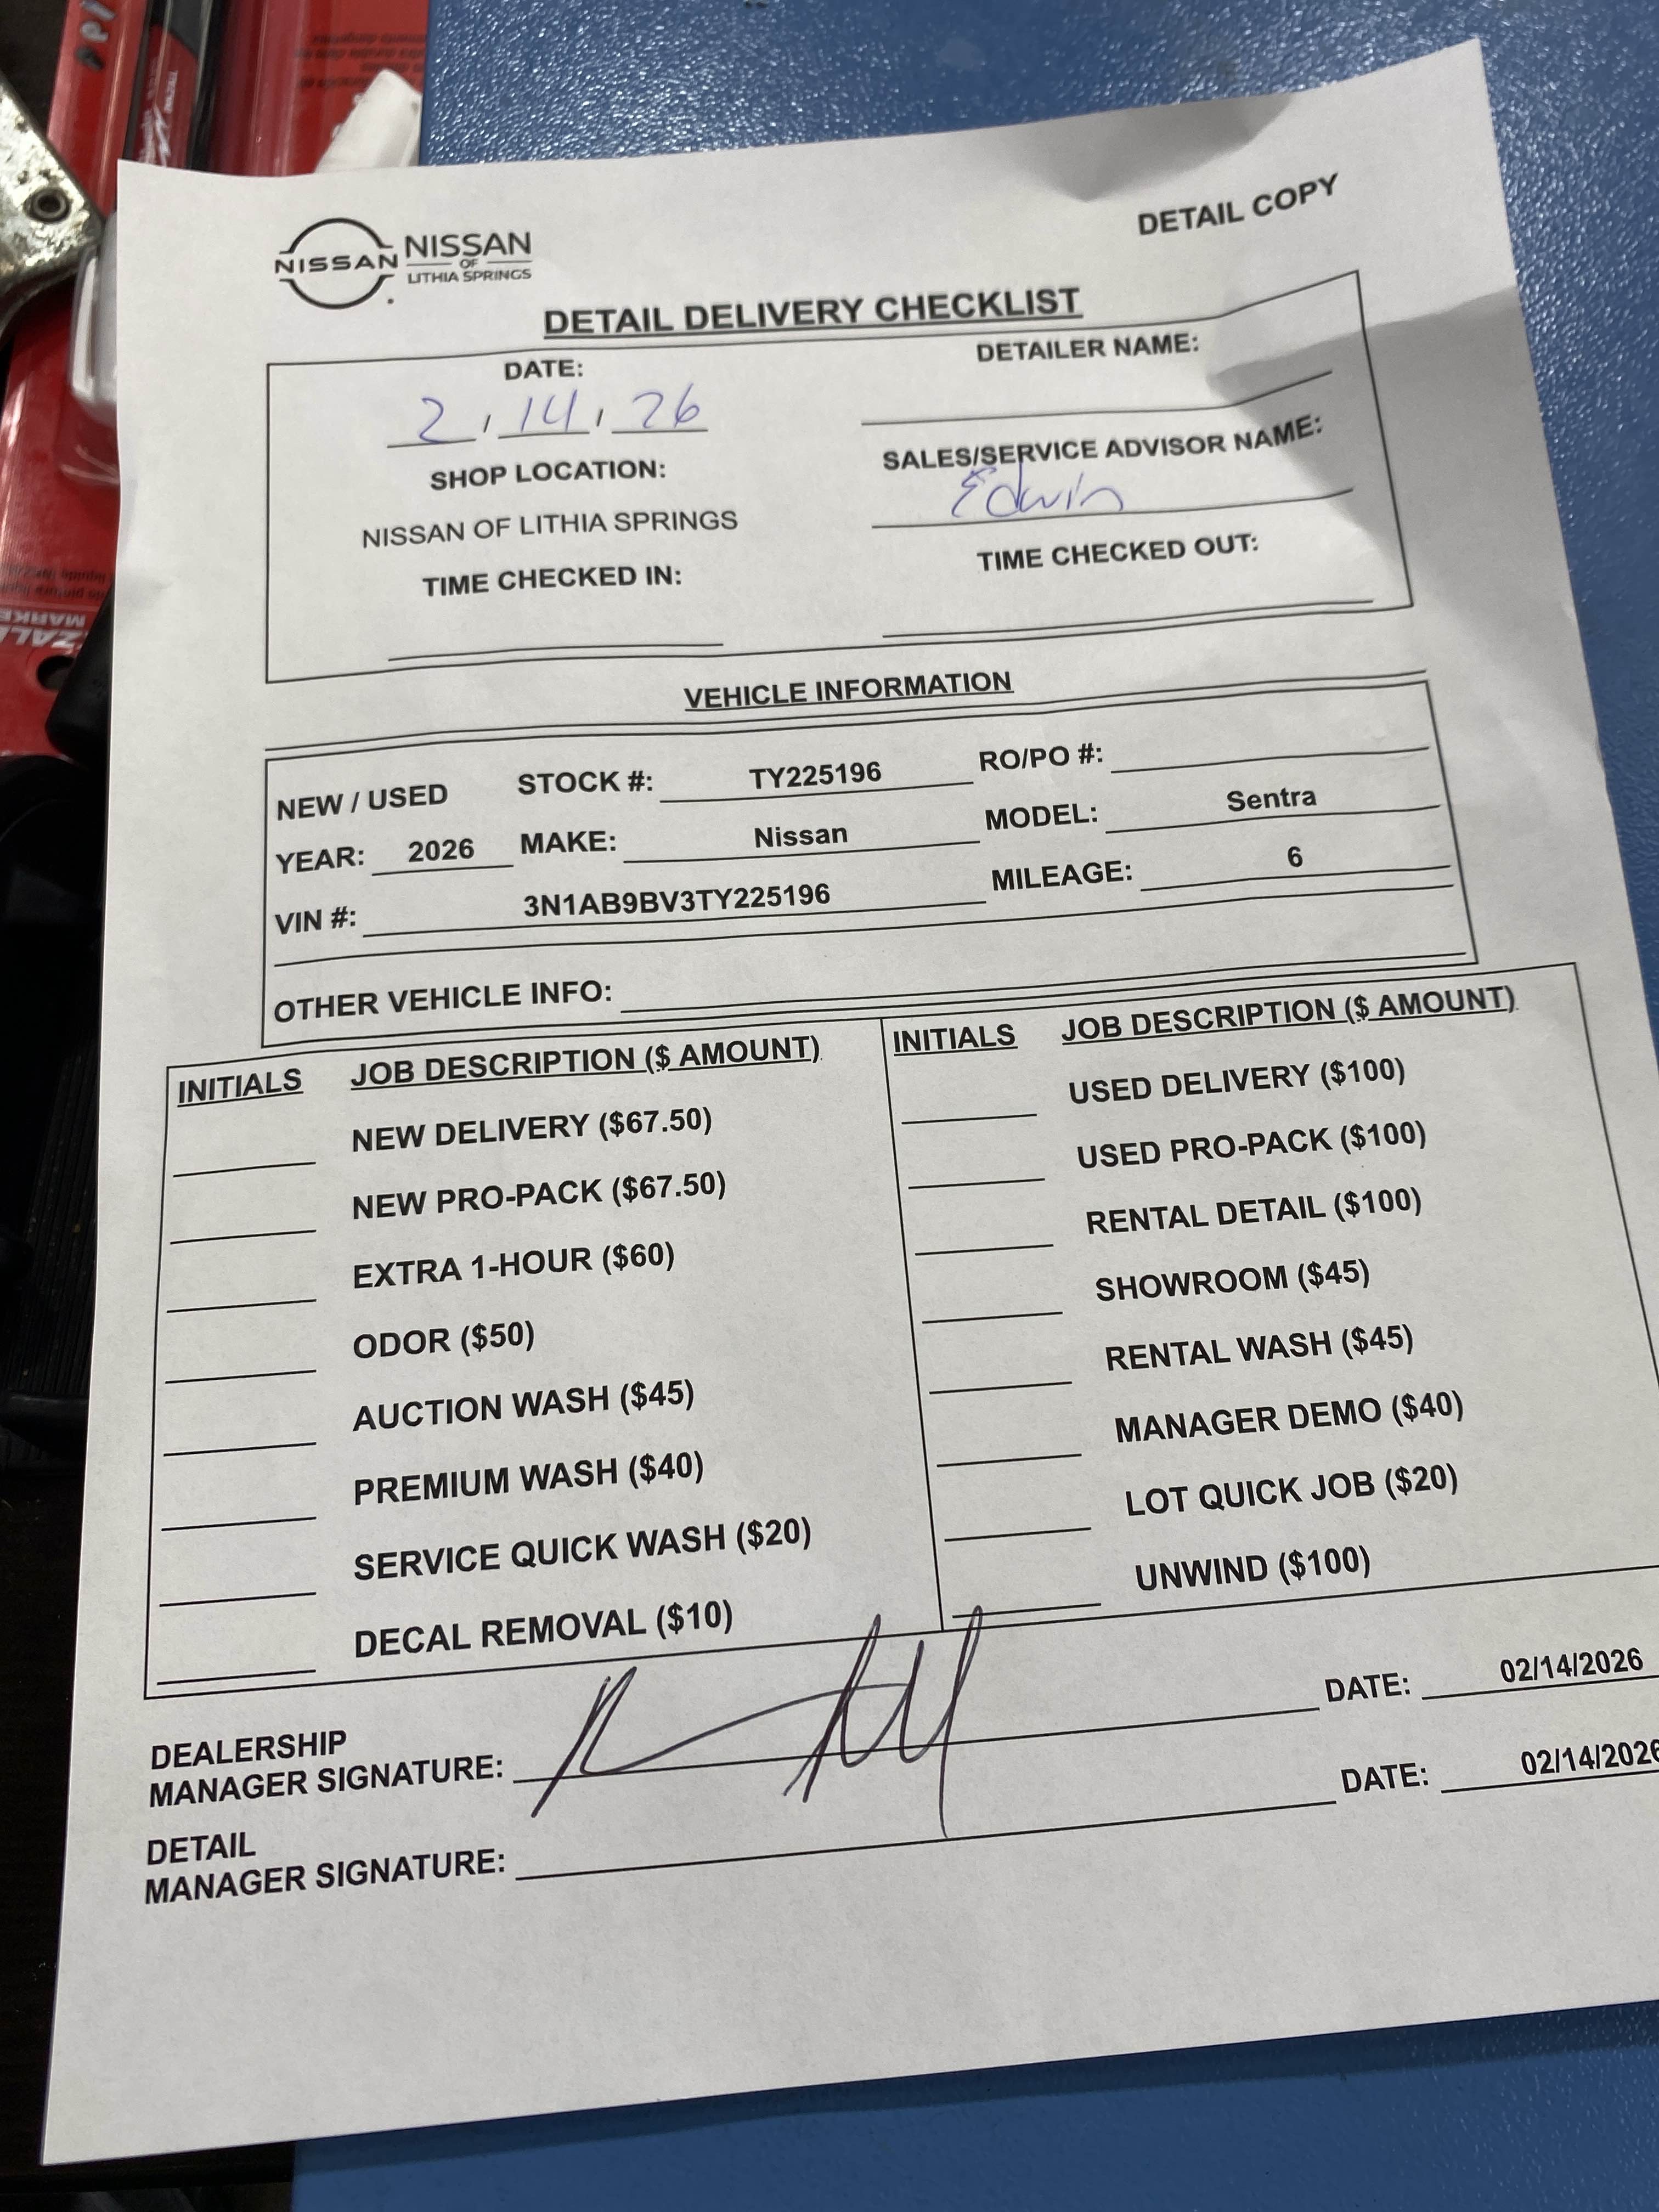 DETAIL COPY
NISSAN NISSAN
OF
LITHIA SPRINGS
DETAIL DELIVERY CHECKLIST
DATE:
2 , 14 , 26
DETAILER NAME:
SHOP LOCATION:
NISSAN OF LITHIA SPRINGS
SALES/SERVICE ADVISOR NAME:
Edwin
TIME CHECKED IN:
TIME CHECKED OUT:
VEHICLE INFORMATION
NEW / USED STOCK #: TY225196 RO/PO #:
YEAR: 2026 MAKE: Nissan MODEL: Sentra
VIN #: 3N1AB9BV3TY225196 MILEAGE: 6
OTHER VEHICLE INFO:
INITIALS JOB DESCRIPTION ($ AMOUNT)
NEW DELIVERY ($67.50)
NEW PRO-PACK ($67.50)
EXTRA 1-HOUR ($60)
ODOR ($50)
AUCTION WASH ($45)
PREMIUM WASH ($40)
SERVICE QUICK WASH ($20)
DECAL REMOVAL ($10)
INITIALS JOB DESCRIPTION ($ AMOUNT)
USED DELIVERY ($100)
USED PRO-PACK ($100)
RENTAL DETAIL ($100)
SHOWROOM ($45)
RENTAL WASH ($45)
MANAGER DEMO ($40)
LOT QUICK JOB ($20)
UNWIND ($100)
DEALERSHIP
MANAGER SIGNATURE: DATE: 02/14/2026
DETAIL
MANAGER SIGNATURE: DATE: 02/14/2026